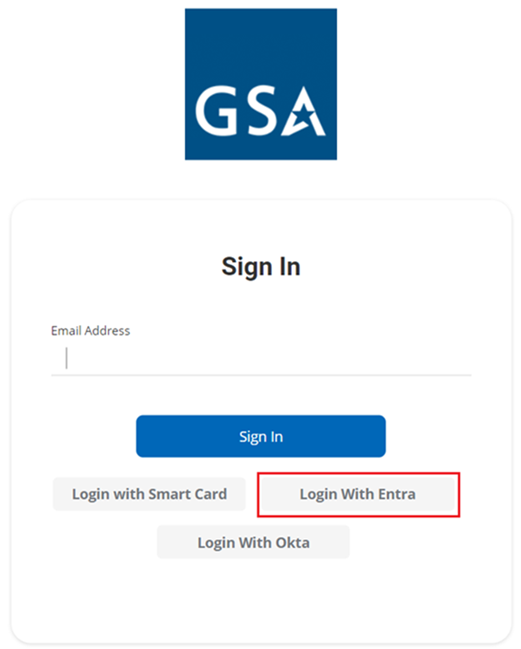 GSA
Sign In
Email Address
Sign In
Login with Smart Card
Login With Entra
Login With Okta